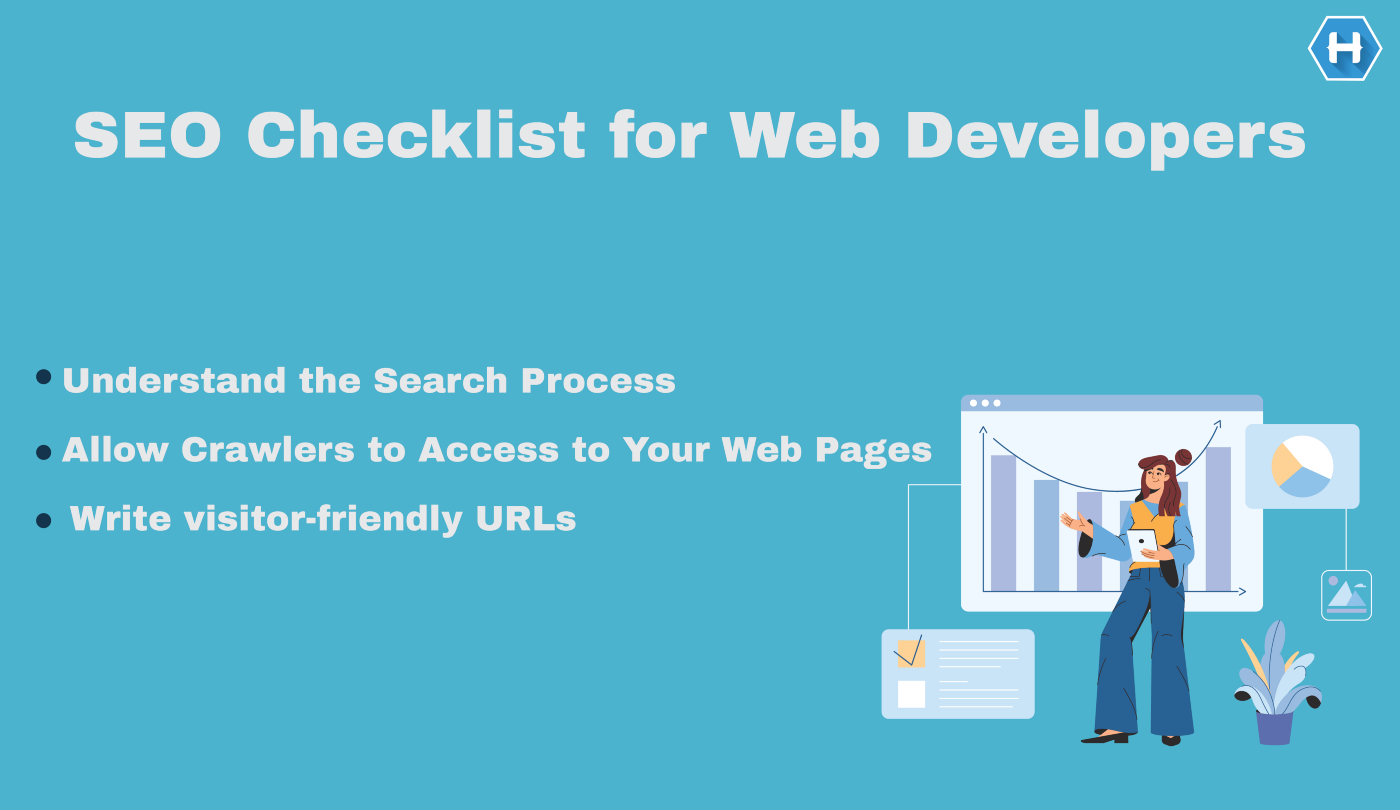 H
SEO Checklist for Web Developers
Understand the Search Process
Allow Crawlers to Access to Your Web Pages
Write visitor-friendly URLs